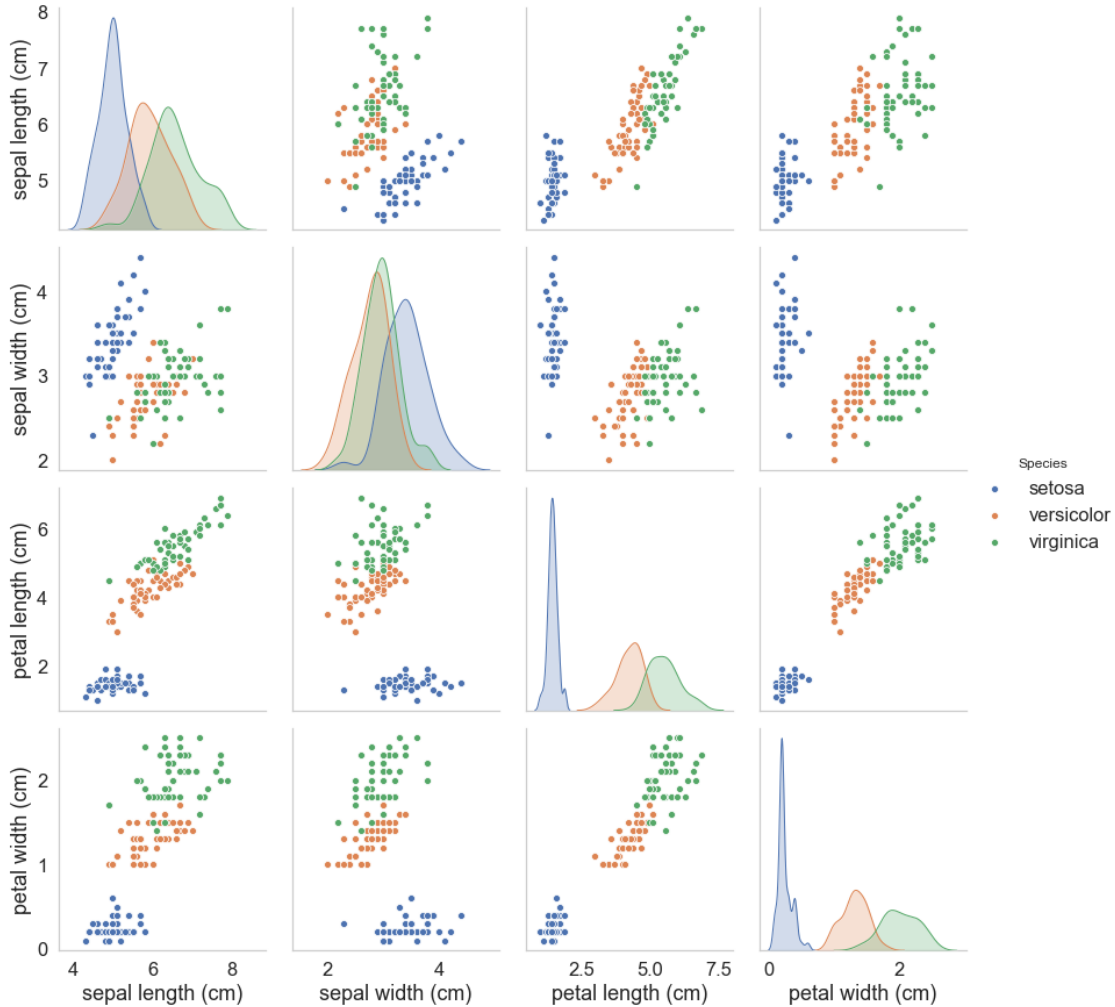 8
7
6
5
sepal length (cm)
4
3
2
sepal width (cm)
6
4
2
petal length (cm)
2
1
0
petal width (cm)
4 6 8
sepal length (cm)
2 4
sepal width (cm)
2.5 5.0 7.5
petal length (cm)
0 2
petal width (cm)
Species
setosa
versicolor
virginica